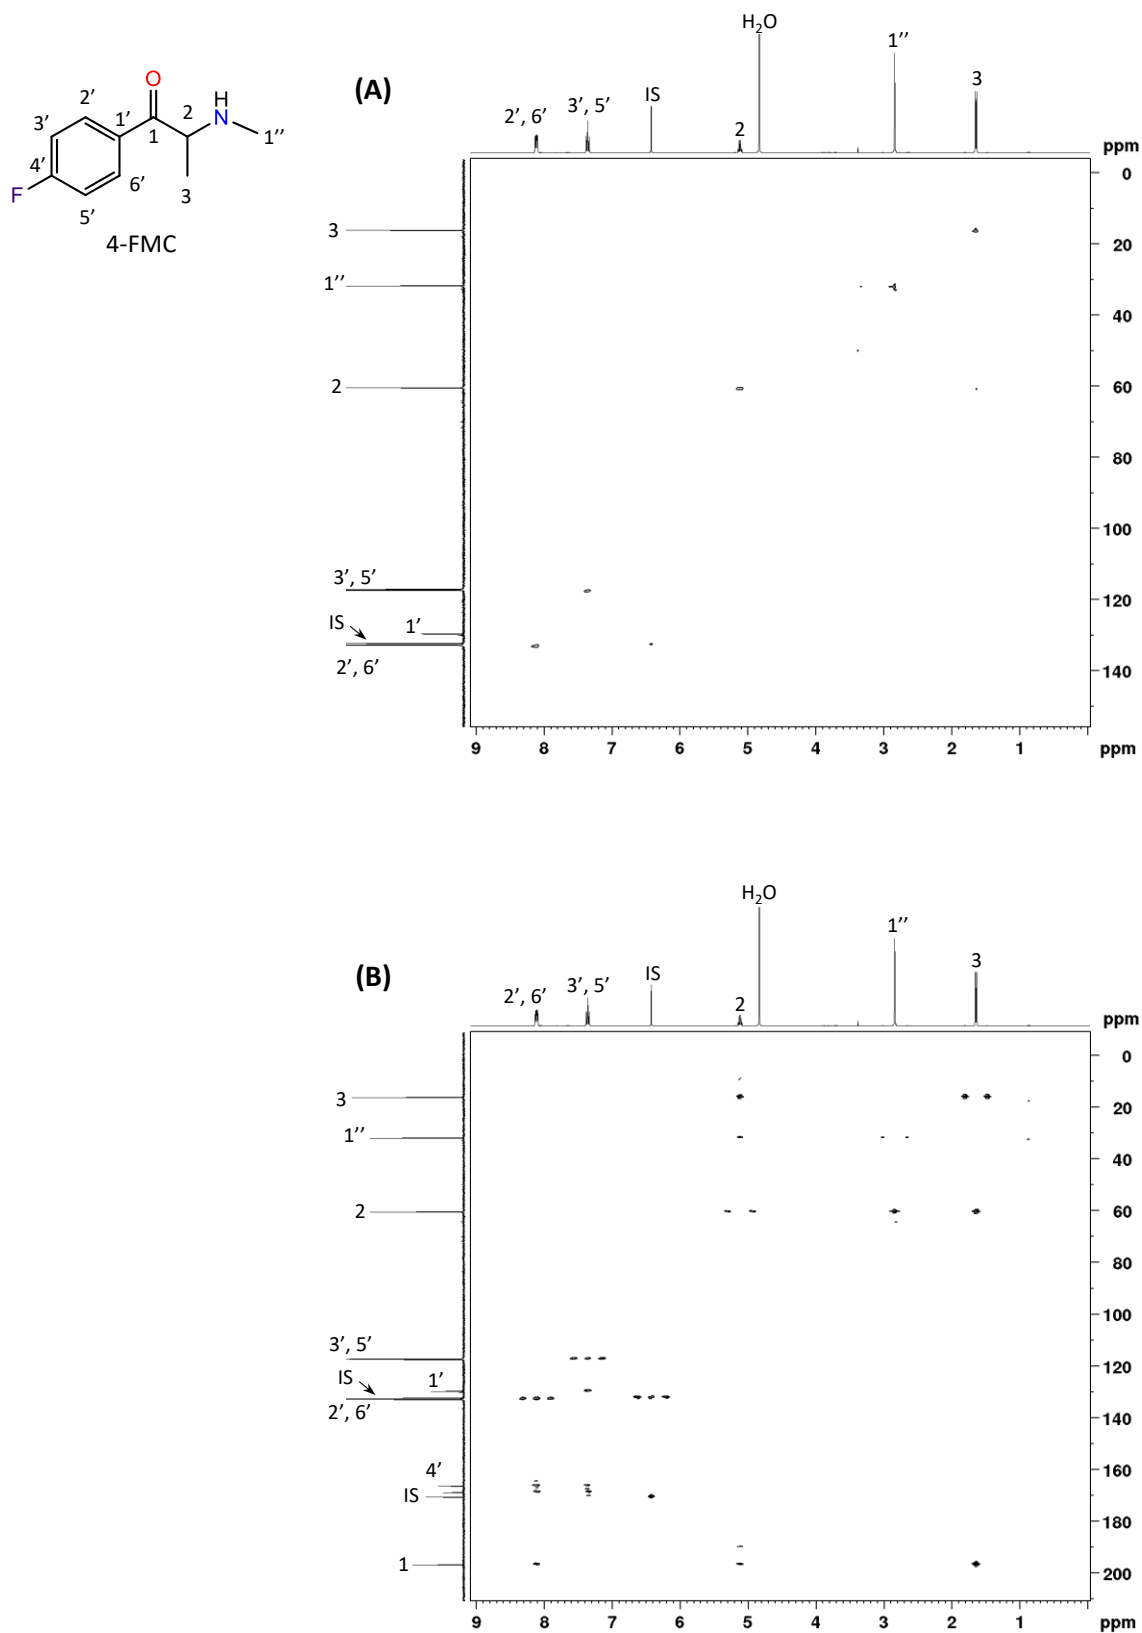 O
H
N
2’
1’
2
1
1’’
3’
4’
6’
3
F
5’
4-FMC
(A)
H2O
1’’
IS
3’, 5’
2’, 6’
2
3
ppm
0
20
40
60
80
100
120
140
3
1’’
2
3’, 5’
IS
1’
2’, 6’
9 8 7 6 5 4 3 2 1 ppm
(B)
H2O
1’’
3
IS
3’, 5’
2’, 6’
2
ppm
0
20
40
60
80
100
120
140
160
180
200
3
1’’
2
3’, 5’
IS
1’
2’, 6’
4’
IS
1
9 8 7 6 5 4 3 2 1 ppm